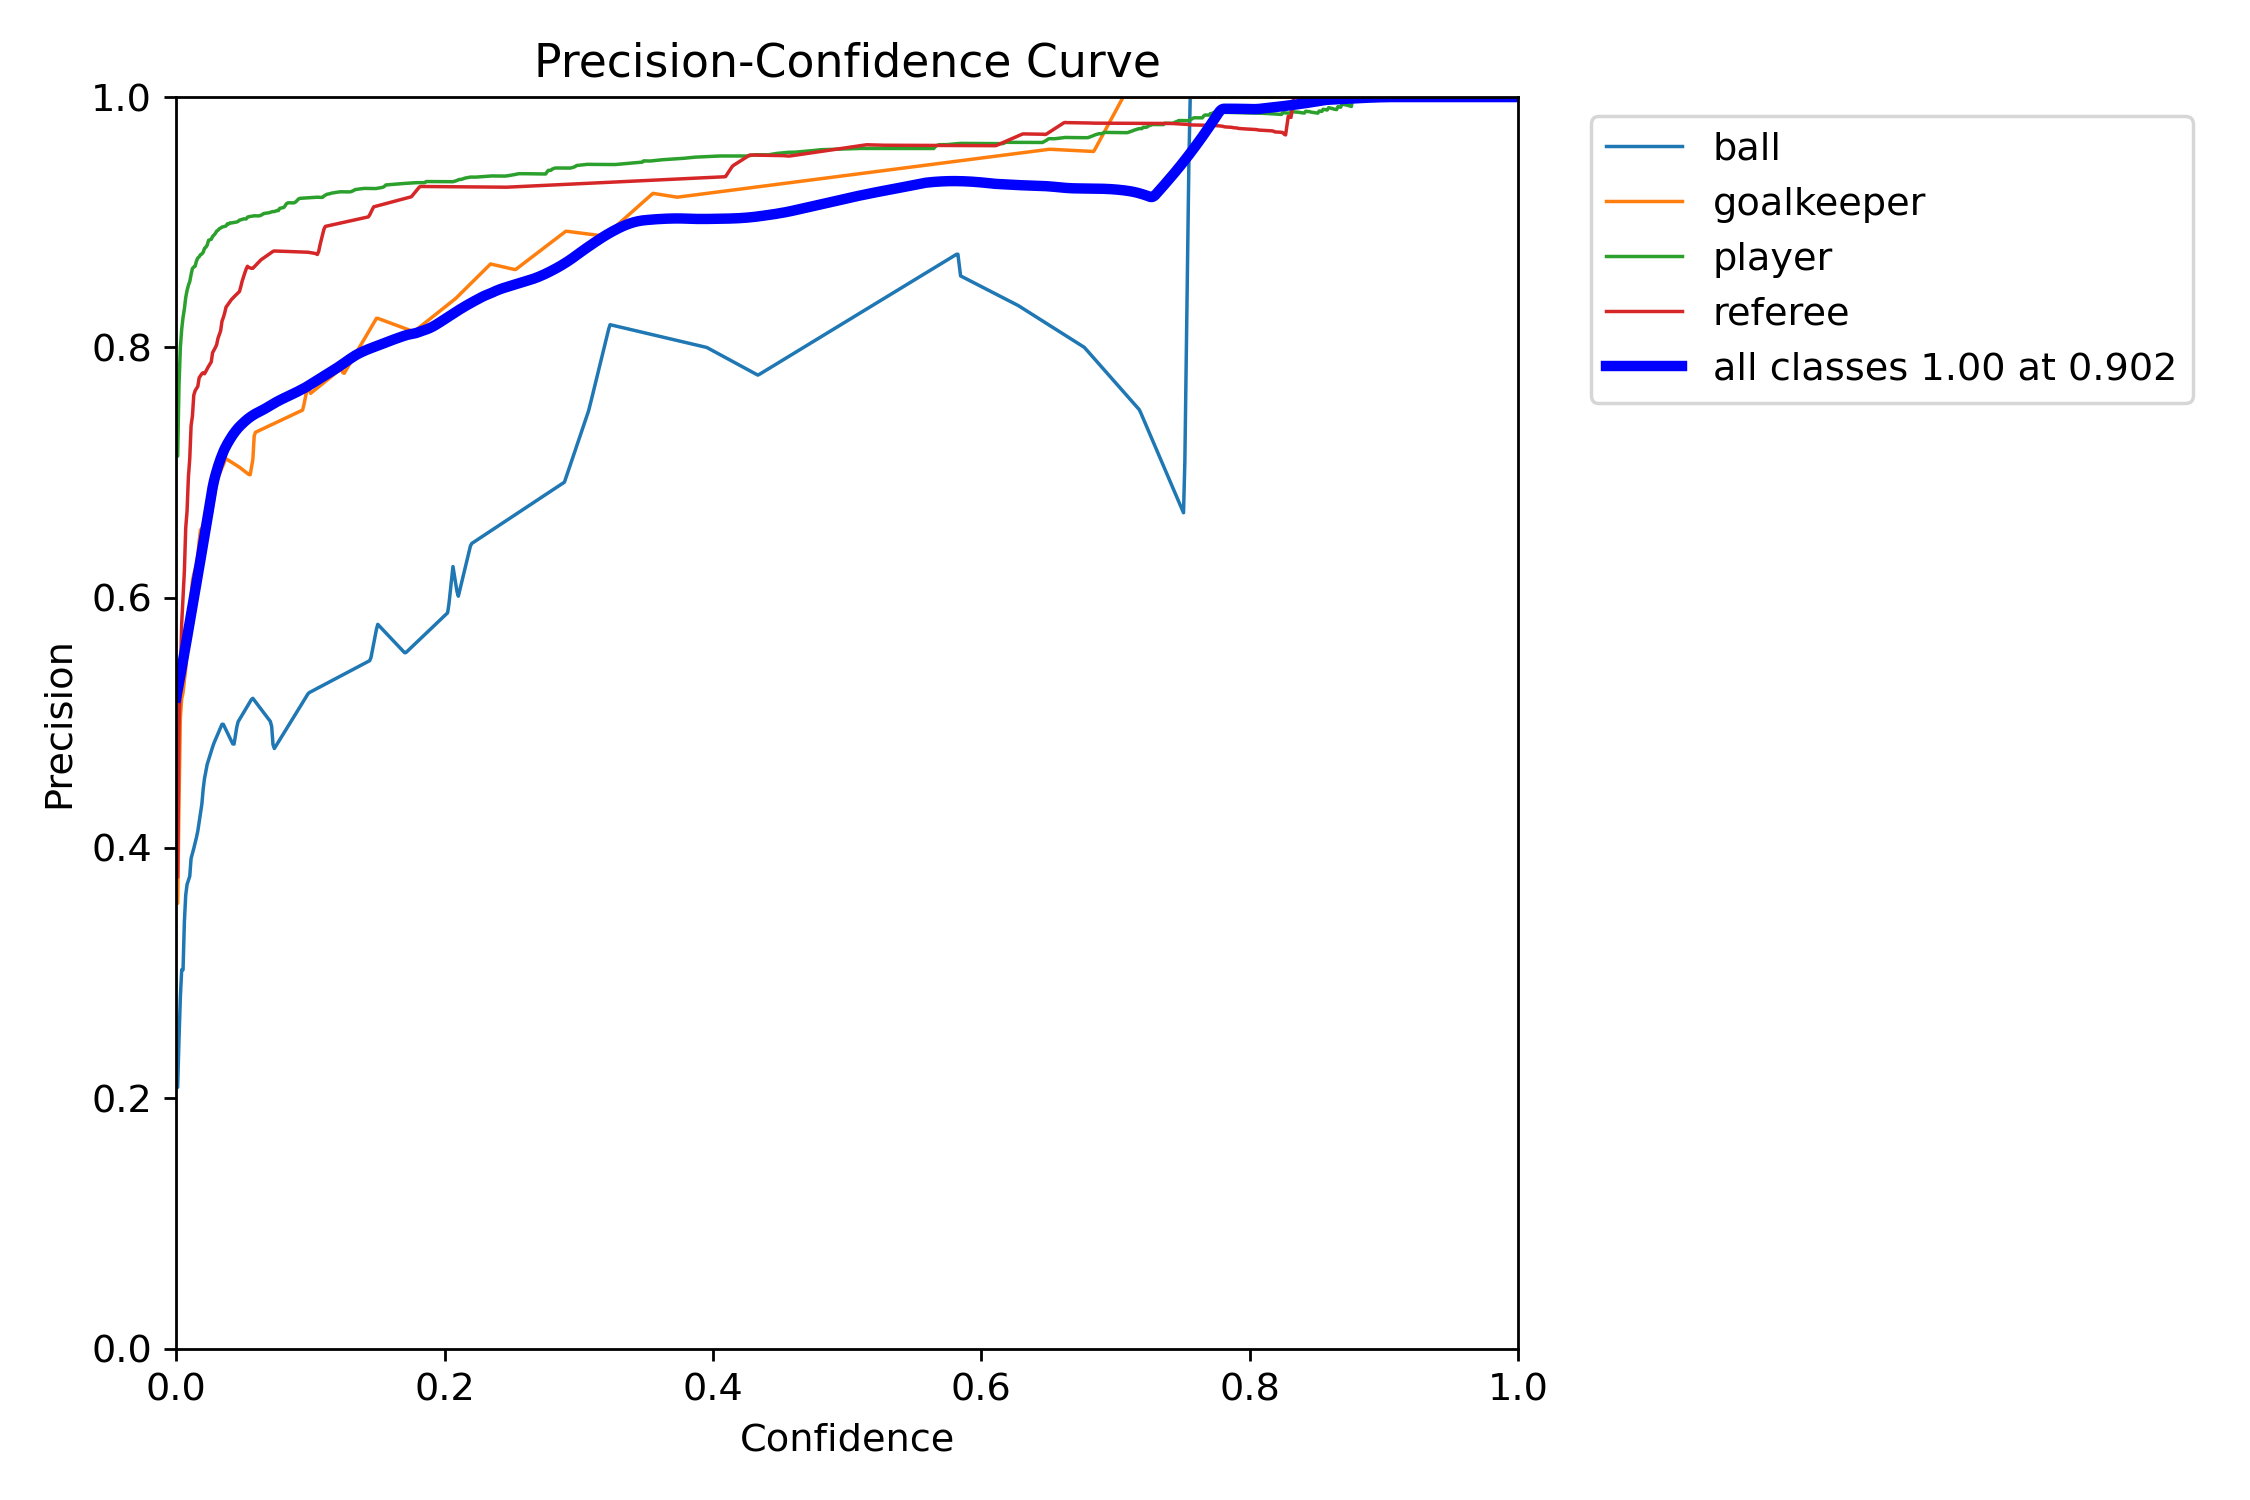 Precision-Confidence Curve
1.0
0.8
0.6
0.4
0.2
0.0
Precision
0.0 0.2 0.4 0.6 0.8 1.0
Confidence
ball
goalkeeper
player
referee
all classes 1.00 at 0.902